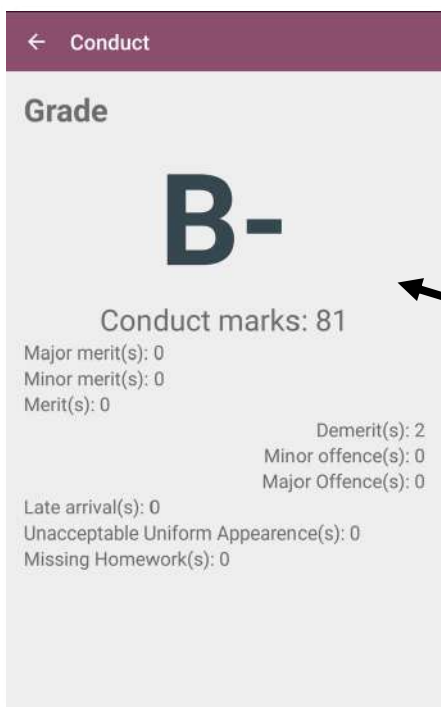 Conduct
Grade
B-
Conduct marks: 81
Major merit(s): 0
Minor merit(s): 0
Merit(s): 0
Demerit(s): 2
Minor offence(s): 0
Major Offence(s): 0
Late arrival(s): 0
Unacceptable Uniform Appearence(s): 0
Missing Homework(s): 0